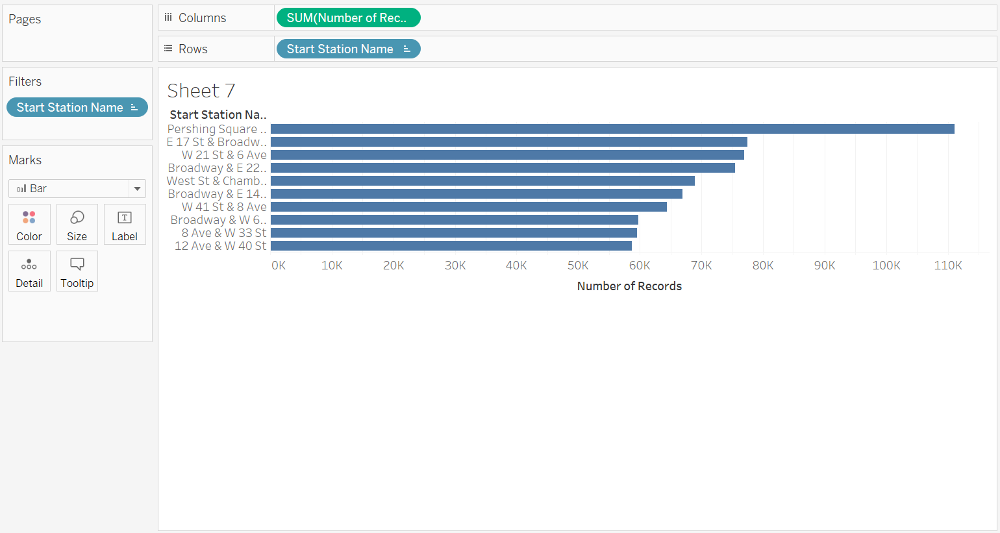 Pages
Columns
SUM(Number of Rec..
Rows
Start Station Name
Filters
Start Station Name
Marks
Bar
Color
Size
Label
Detail
Tooltip
Sheet 7
Start Station Na..
Pershing Square ..
E 17 St & Broadw..
W 21 St & 6 Ave
Broadway & E 22..
West St & Chamb..
Broadway & E 14..
W 41 St & 8 Ave
Broadway & W 6..
8 Ave & W 33 St
12 Ave & W 40 St
0K 10K 20K 30K 40K 50K 60K 70K 80K 90K 100K 110K
Number of Records